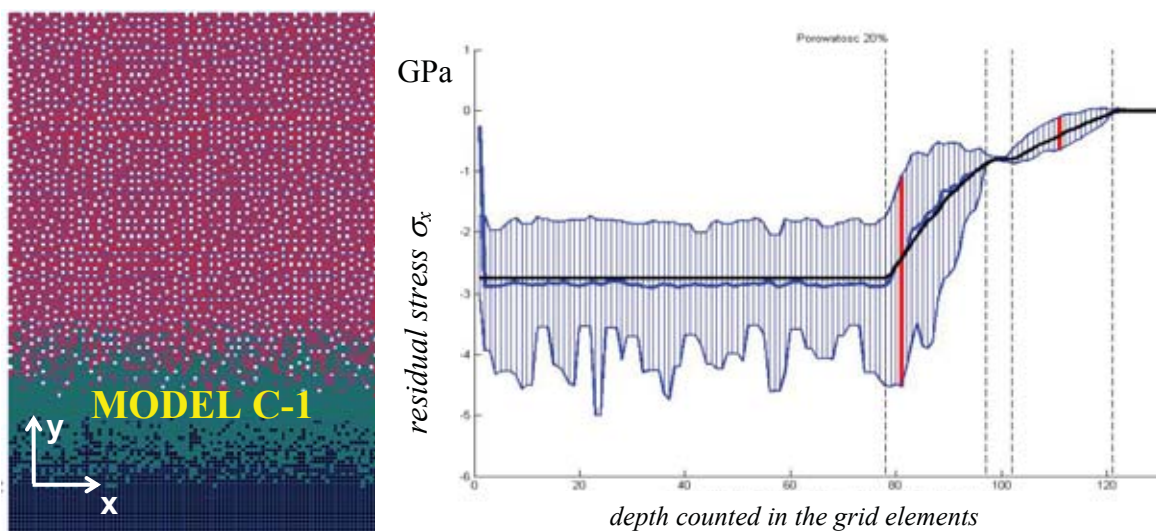 MODEL C-1
y
x
Porowatosc 20%
GPa
residual stress σₓ
1
0
-1
-2
-3
-4
-5
-6
0 20 40 60 80 100 120
depth counted in the grid elements